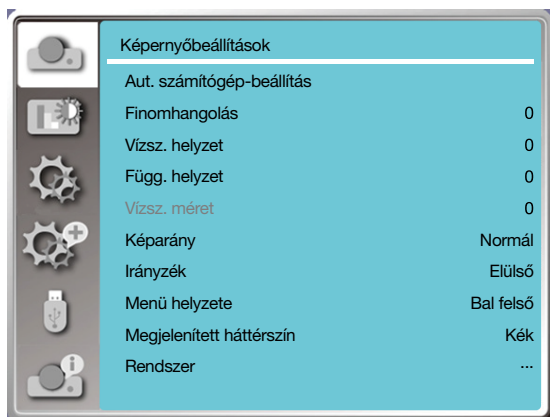 Képernyőbeállítások
Aut. számítógép-beállítás
Finomhangolás 0
Vízsz. helyzet 0
Függ. helyzet 0
Vízsz. méret 0
Képarány Normál
Irányzék Elülső
Menü helyzete Bal felső
Megjelenített háttérszín Kék
Rendszer ...